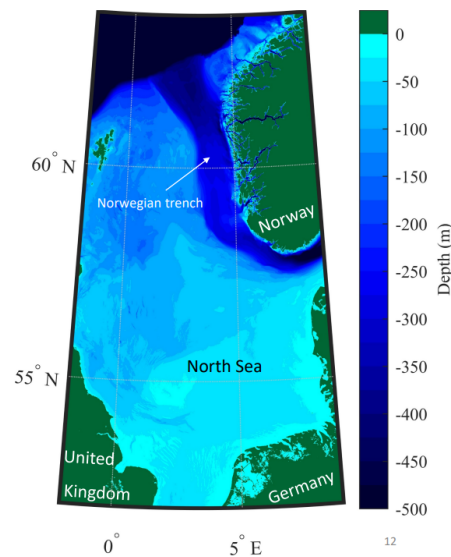 0
-50
-100
-150
60° N
-200
Norwegian trench
Norway
-250
Depth (m)
-300
-350
North Sea
55° N
-400
United
Kingdom
-450
Germany
-500
0°
5° E
12